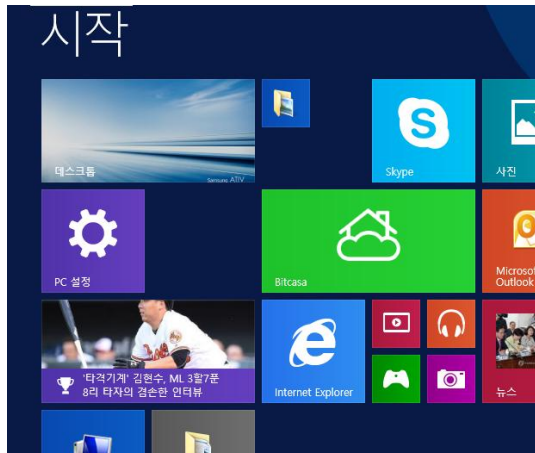 시작
데스크톱
Samsung ATIV
Skype
사진
PC 설정
Bitcasa
Microsoft
Outlook
'타격기계' 김현수, ML 3할7푼
8리 타자의 겸손한 인터뷰
Internet Explorer
뉴스